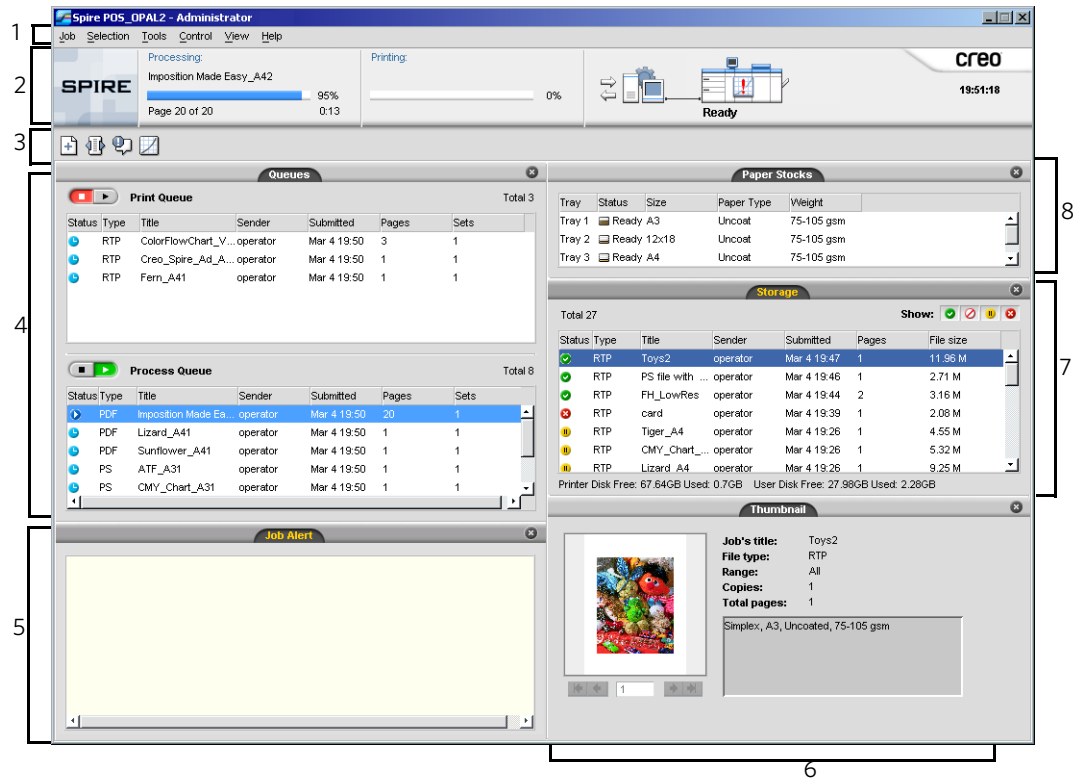 Spire POS_OPAL2 - Administrator
1
Job Selection Tools Control View Help
2
SPIRE
Processing:
Imposition Made Easy_A42
95%
Page 20 of 20 0:13
Printing:
0%
Ready
creo
19:51:18
3
4
Queues
Print Queue Total 3
Status Type Title Sender Submitted Pages Sets
RTP ColorFlowChart_V... operator Mar 4 19:50 3 1
RTP Creo_Spire_Ad_A... operator Mar 4 19:50 1 1
RTP Fern_A41 operator Mar 4 19:50 1 1
Process Queue Total 8
Status Type Title Sender Submitted Pages Sets
PDF Imposition Made Ea... operator Mar 4 19:50 20 1
PDF Lizard_A41 operator Mar 4 19:50 1 1
PDF Sunflower_A41 operator Mar 4 19:50 1 1
PS ATF_A31 operator Mar 4 19:50 1 1
PS CMY_Chart_A31 operator Mar 4 19:50 1 1
5
Job Alert
Paper Stocks
8
Tray Status Size Paper Type Weight
Tray 1 Ready A3 Uncoat 75-105 gsm
Tray 2 Ready 12x18 Uncoat 75-105 gsm
Tray 3 Ready A4 Uncoat 75-105 gsm
Storage
7
Total 27 Show:
Status Type Title Sender Submitted Pages File size
RTP Toys2 operator Mar 4 19:47 1 11.96 M
RTP PS file with ... operator Mar 4 19:46 1 2.71 M
RTP FH_LowRes operator Mar 4 19:44 2 3.16 M
RTP card operator Mar 4 19:39 1 2.08 M
RTP Tiger_A4 operator Mar 4 19:26 1 4.55 M
RTP CMY_Chart_... operator Mar 4 19:26 1 5.32 M
RTP Lizard_A4 operator Mar 4 19:26 1 9.25 M
Printer Disk Free: 67.64GB Used: 0.7GB User Disk Free: 27.98GB Used: 2.28GB
Thumbnail
Job's title: Toys2
File type: RTP
Range: All
Copies: 1
Total pages: 1
Simplex, A3, Uncoated, 75-105 gsm
1
6